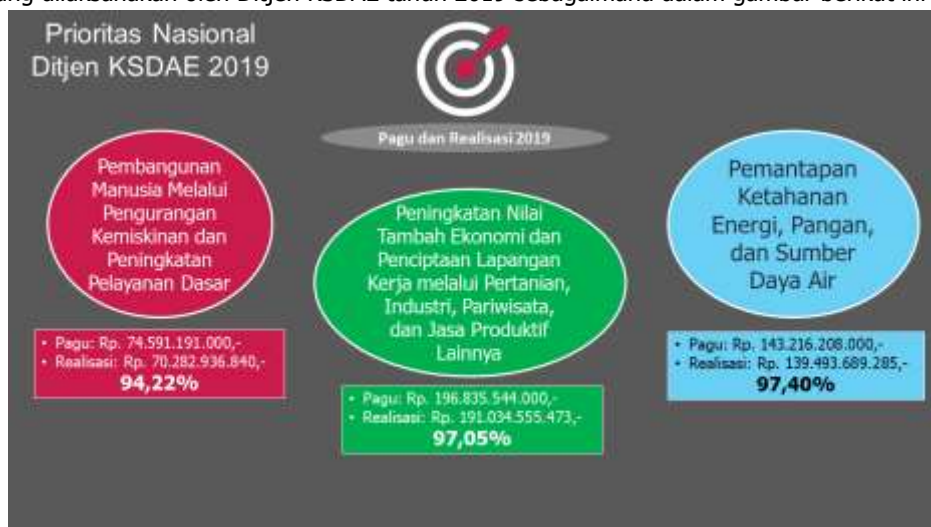 Prioritas Nasional
Ditjen KSDAE 2019
Pagu dan Realisasi 2019
Pembangunan
Manusia Melalui
Pengurangan
Kemiskinan dan
Peningkatan
Pelayanan Dasar
• Pagu: Rp. 74.591.191.000,-
• Realisasi: Rp. 70.282.936.840,-
94,22%
Peningkatan Nilai
Tambah Ekonomi dan
Penciptaan Lapangan
Kerja melalui Pertanian,
Industri, Pariwisata,
dan Jasa Produktif
Lainnya
• Pagu: Rp. 196.835.544.000,-
• Realisasi: Rp. 191.034.555.473,-
97,05%
Pemantapan
Ketahanan
Energi, Pangan,
dan Sumber
Daya Air
• Pagu: Rp. 143.216.208.000,-
• Realisasi: Rp. 139.493.689.285,-
97,40%